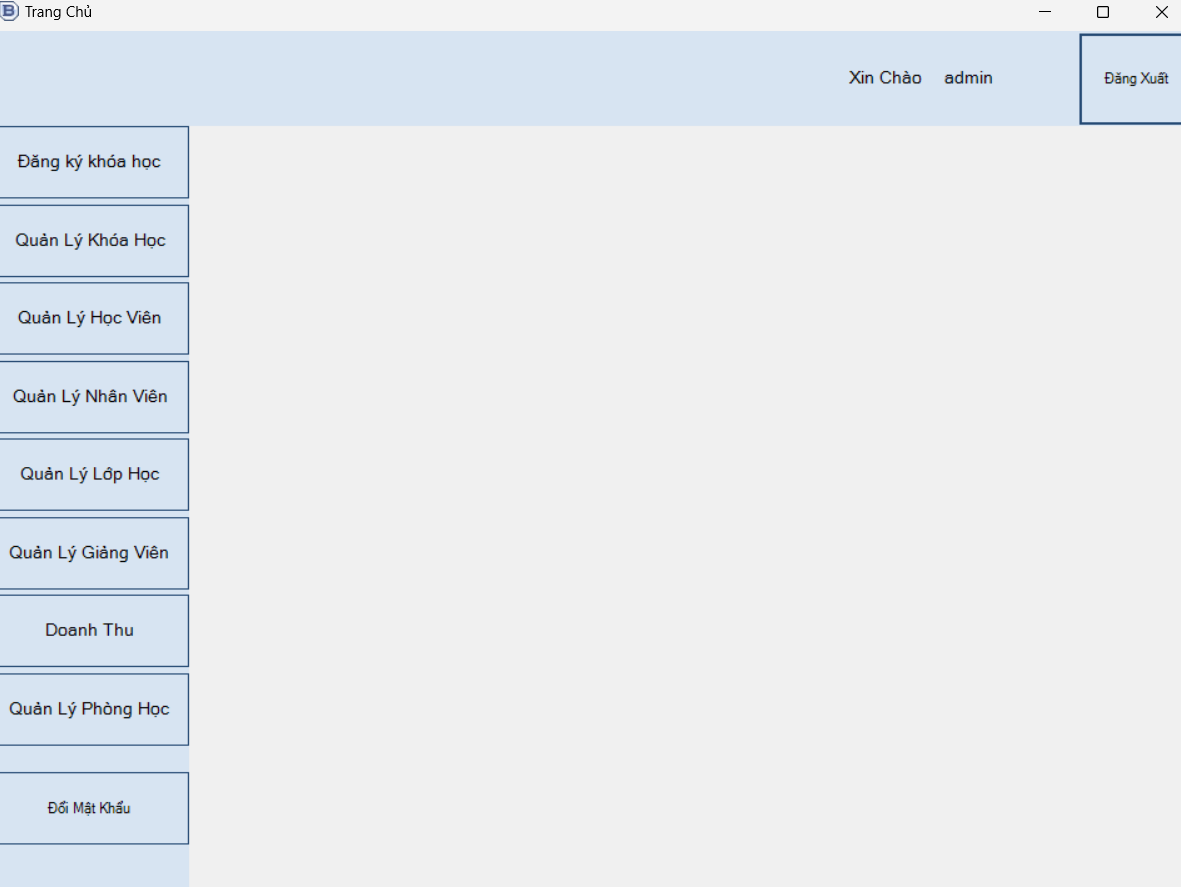 B Trang Chủ
Xin Chào admin Đăng Xuất
Đăng ký khóa học
Quản Lý Khóa Học
Quản Lý Học Viên
Quản Lý Nhân Viên
Quản Lý Lớp Học
Quản Lý Giảng Viên
Doanh Thu
Quản Lý Phòng Học
Đổi Mật Khẩu